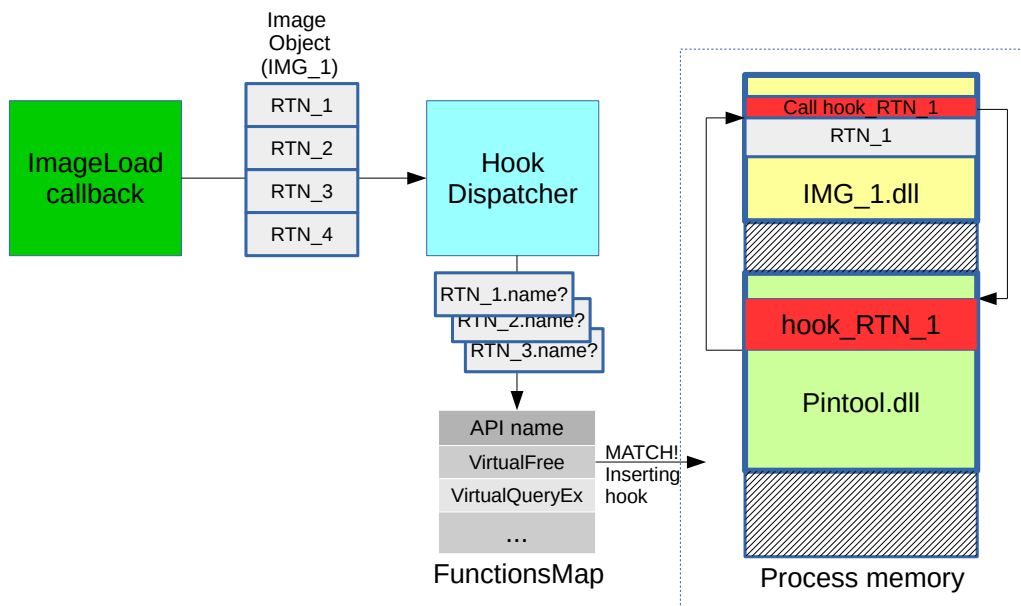 Image
Object
(IMG_1)
RTN_1
RTN_2
RTN_3
RTN_4
ImageLoad
callback
Hook
Dispatcher
RTN_1.name?
RTN_2.name?
RTN_3.name?
API name
VirtualFree
VirtualQueryEx
...
FunctionsMap
MATCH!
Inserting
hook
Call hook_RTN_1
RTN_1
IMG_1.dll
hook_RTN_1
Pintool.dll
Process memory